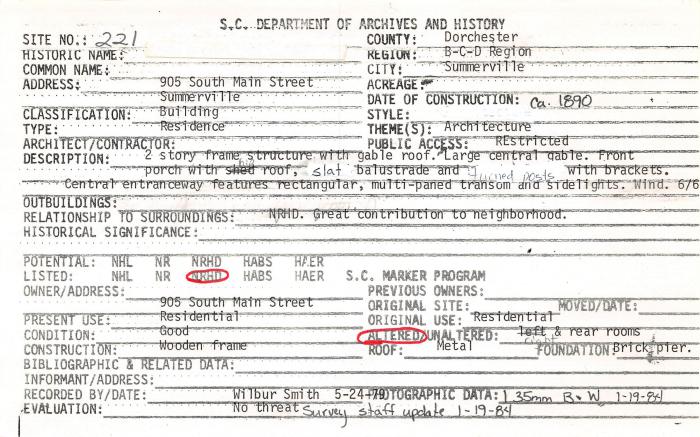 S.C. DEPARTMENT OF ARCHIVES AND HISTORY
SITE NO.: 221 COUNTY: Dorchester
HISTORIC NAME: REGION: B-C-D Region
COMMON NAME: CITY: Summerville
ADDRESS: 905 South Main Street ACREAGE:
Summerville DATE OF CONSTRUCTION: ca. 1890
CLASSIFICATION: Building STYLE:
TYPE: Residence THEME(S): Architecture
ARCHITECT/CONTRACTOR: PUBLIC ACCESS: REstricted
DESCRIPTION: 2 story frame structure with gable roof. Large central gable. Front
porch with shed hip roof, slat balustrade and turned posts with brackets.
Central entranceway features rectangular, multi-paned transom and sidelights. Wind. 6/6
OUTBUILDINGS:
RELATIONSHIP TO SURROUNDINGS: NRHD. Great contribution to neighborhood.
HISTORICAL SIGNIFICANCE:
POTENTIAL: NHL NR NRHD HABS HAER
LISTED: NHL NR NRHD HABS HAER S.C. MARKER PROGRAM
OWNER/ADDRESS: PREVIOUS OWNERS:
905 South Main Street ORIGINAL SITE: MOVED/DATE:
PRESENT USE: Residential ORIGINAL USE: Residential
CONDITION: Good ALTERED/UNALTERED: left right & rear rooms
CONSTRUCTION: Wooden frame ROOF: Metal FOUNDATION Brick pier.
BIBLIOGRAPHIC & RELATED DATA:
INFORMANT/ADDRESS:
RECORDED BY/DATE: Wilbur Smith 5-24-79 PHOTOGRAPHIC DATA: 35mm B+W 1-19-84
EVALUATION: No threat Survey staff update 1-19-84